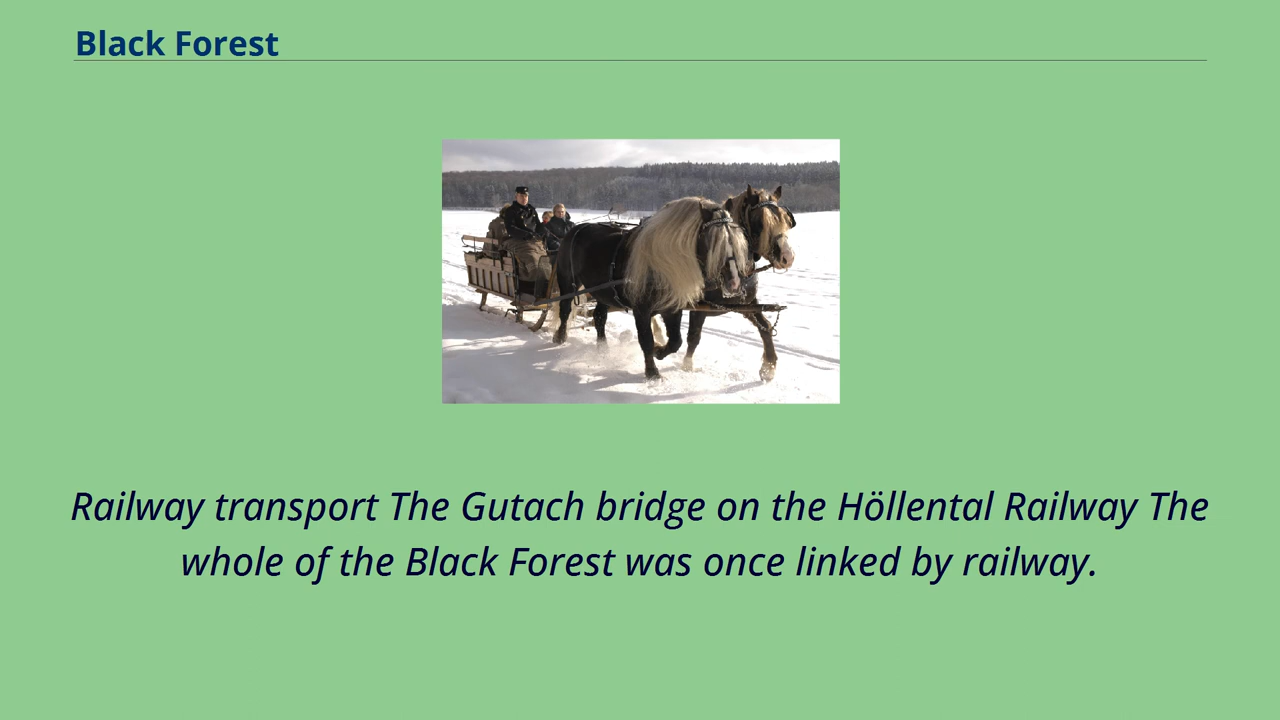 Black Forest
Railway transport The Gutach bridge on the Höllental Railway The
whole of the Black Forest was once linked by railway.